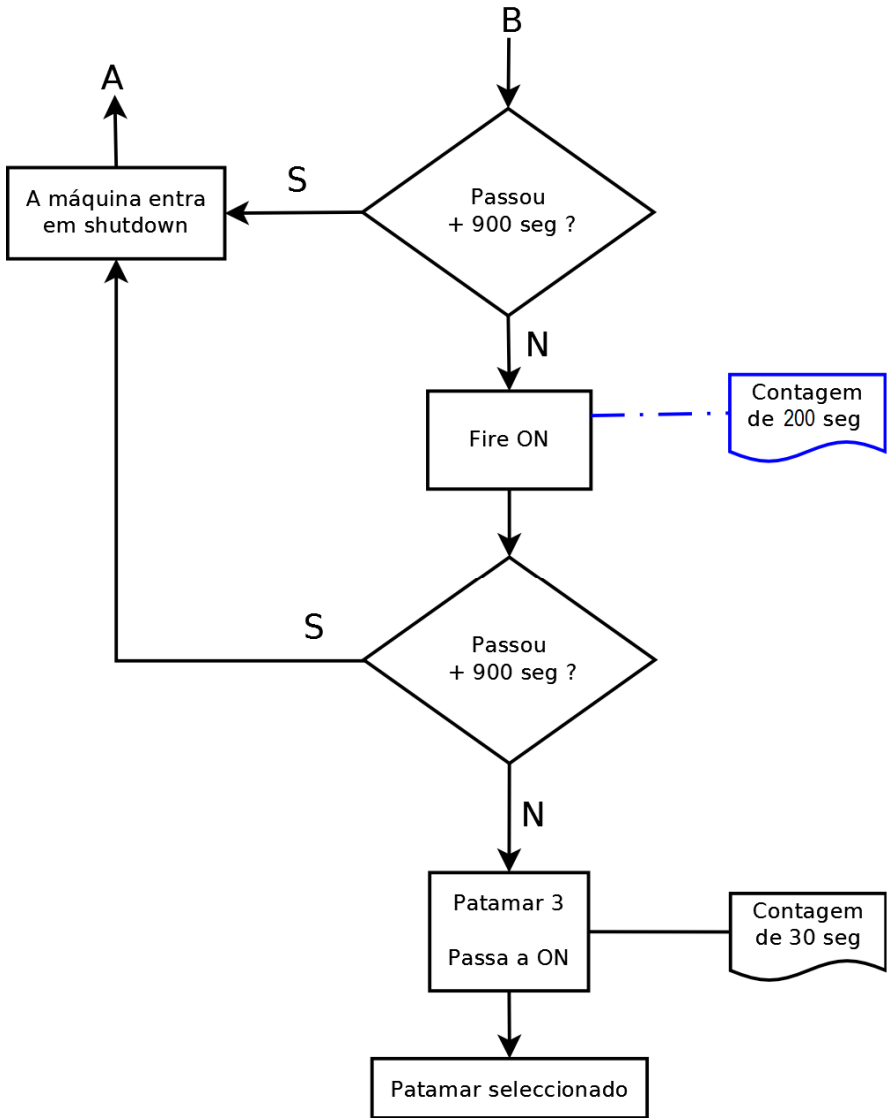 B
A
S
A máquina entra
em shutdown
Passou
+ 900 seg ?
N
Fire ON
Contagem
de 200 seg
S
Passou
+ 900 seg ?
N
Patamar 3
Passa a ON
Contagem
de 30 seg
Patamar seleccionado